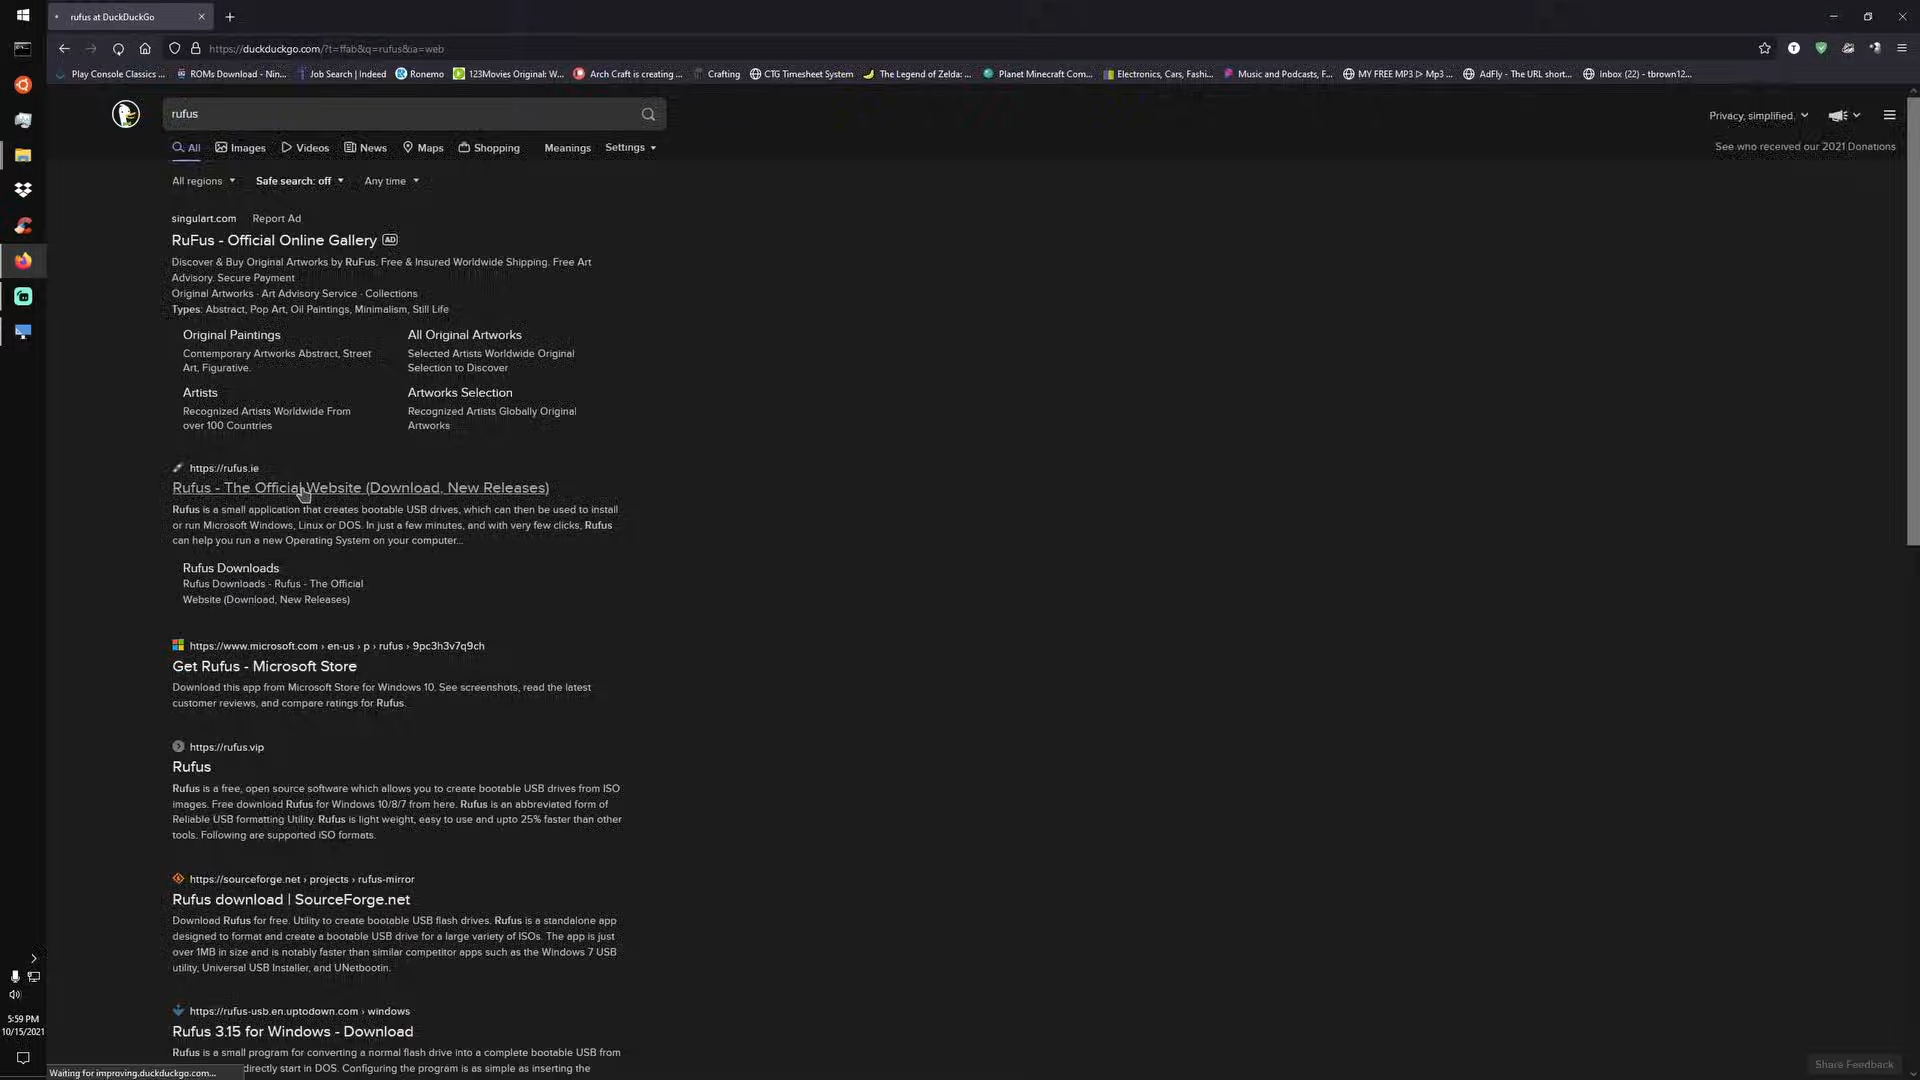 rufus at DuckDuckGo
https://duckduckgo.com/?t=ffab&q=rufus&ia=web
Play Console Classics ...
ROMs Download - Nin...
Job Search | Indeed
Ronemo
123Movies Original: W...
Arch Craft is creating ...
Crafting
CTG Timesheet System
The Legend of Zelda: ...
Planet Minecraft Com...
Electronics, Cars, Fashi...
Music and Podcasts, F...
MY FREE MP3 ▷ Mp3 ...
AdFly - The URL short...
Inbox (22) - tbrown12...
rufus
Privacy, simplified.
All Images Videos News Maps Shopping Meanings Settings
See who received our 2021 Donations
All regions Safe search: off Any time
singulart.com Report Ad
RuFus - Official Online Gallery AD
Discover & Buy Original Artworks by RuFus. Free & Insured Worldwide Shipping. Free Art
Advisory. Secure Payment
Original Artworks · Art Advisory Service · Collections
Types: Abstract, Pop Art, Oil Paintings, Minimalism, Still Life
Original Paintings
Contemporary Artworks Abstract, Street
Art, Figurative.
All Original Artworks
Selected Artists Worldwide Original
Selection to Discover
Artists
Recognized Artists Worldwide From
over 100 Countries
Artworks Selection
Recognized Artists Globally Original
Artworks
https://rufus.ie
Rufus - The Official Website (Download, New Releases)
Rufus is a small application that creates bootable USB drives, which can then be used to install
or run Microsoft Windows, Linux or DOS. In just a few minutes, and with very few clicks, Rufus
can help you run a new Operating System on your computer...
Rufus Downloads
Rufus Downloads - Rufus - The Official
Website (Download, New Releases)
https://www.microsoft.com › en-us › p › rufus › 9pc3h3v7q9ch
Get Rufus - Microsoft Store
Download this app from Microsoft Store for Windows 10. See screenshots, read the latest
customer reviews, and compare ratings for Rufus.
https://rufus.vip
Rufus
Rufus is a free, open source software which allows you to create bootable USB drives from ISO
images. Free download Rufus for Windows 10/8/7 from here. Rufus is an abbreviated form of
Reliable USB formatting Utility. Rufus is light weight, easy to use and upto 25% faster than other
tools. Following are supported ISO formats.
https://sourceforge.net › projects › rufus-mirror
Rufus download | SourceForge.net
Download Rufus for free. Utility to create bootable USB flash drives. Rufus is a standalone app
designed to format and create a bootable USB drive for a large variety of ISOs. The app is just
over 1MB in size and is notably faster than similar competitor apps such as the Windows 7 USB
utility, Universal USB Installer, and UNetbootin.
https://rufus-usb.en.uptodown.com › windows
Rufus 3.15 for Windows - Download
Rufus is a small program for converting a normal flash drive into a complete bootable USB from
directly start in DOS. Configuring the program is as simple as inserting the
5:59 PM
10/15/2021
Waiting for improving.duckduckgo.com...
Share Feedback